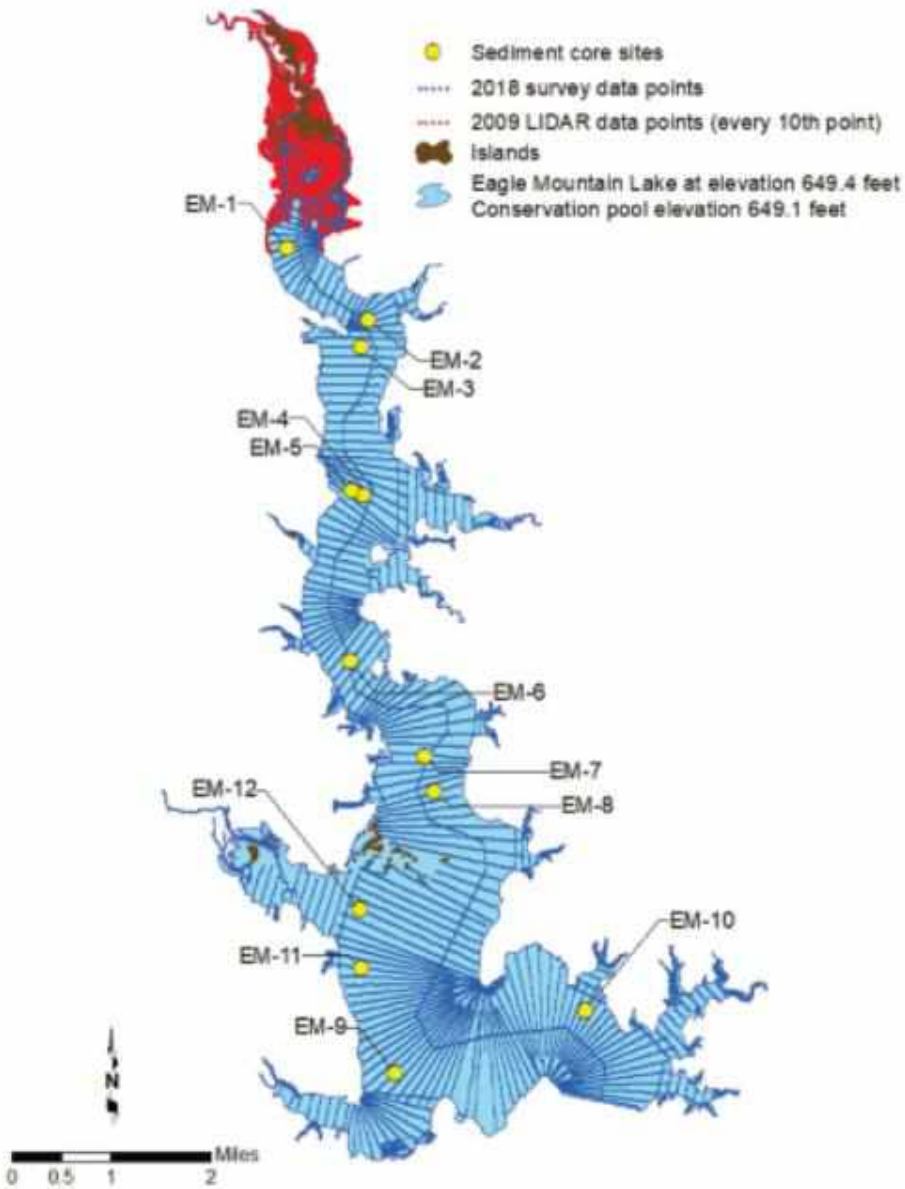 Sediment core sites
2018 survey data points
2009 LIDAR data points (every 10th point)
Islands
Eagle Mountain Lake at elevation 649.4 feet
Conservation pool elevation 649.1 feet
EM-1
EM-2
EM-3
EM-4
EM-5
EM-6
EM-7
EM-12
EM-8
EM-10
EM-11
EM-9
N
Miles
0 0.5 1 2